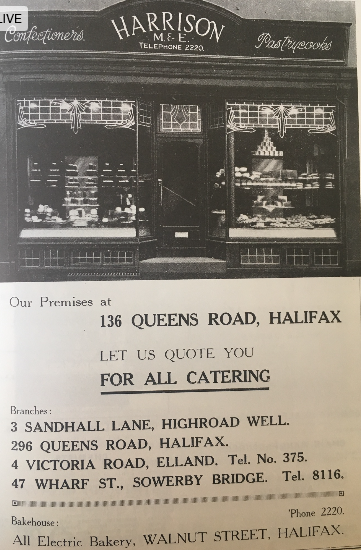 LIVE
HARRISON
Confectioners. M. & E. Pastrycooks
TELEPHONE 2220.
Our Premises at
136 QUEENS ROAD, HALIFAX
LET US QUOTE YOU
FOR ALL CATERING
Branches:
3 SANDHALL LANE, HIGHROAD WELL.
296 QUEENS ROAD, HALIFAX.
4 VICTORIA ROAD, ELLAND. Tel. No. 375.
47 WHARF ST., SOWERBY BRIDGE. Tel. 8116.
Bakehouse: 'Phone 2220.
All Electric Bakery, WALNUT STREET, HALIFAX.